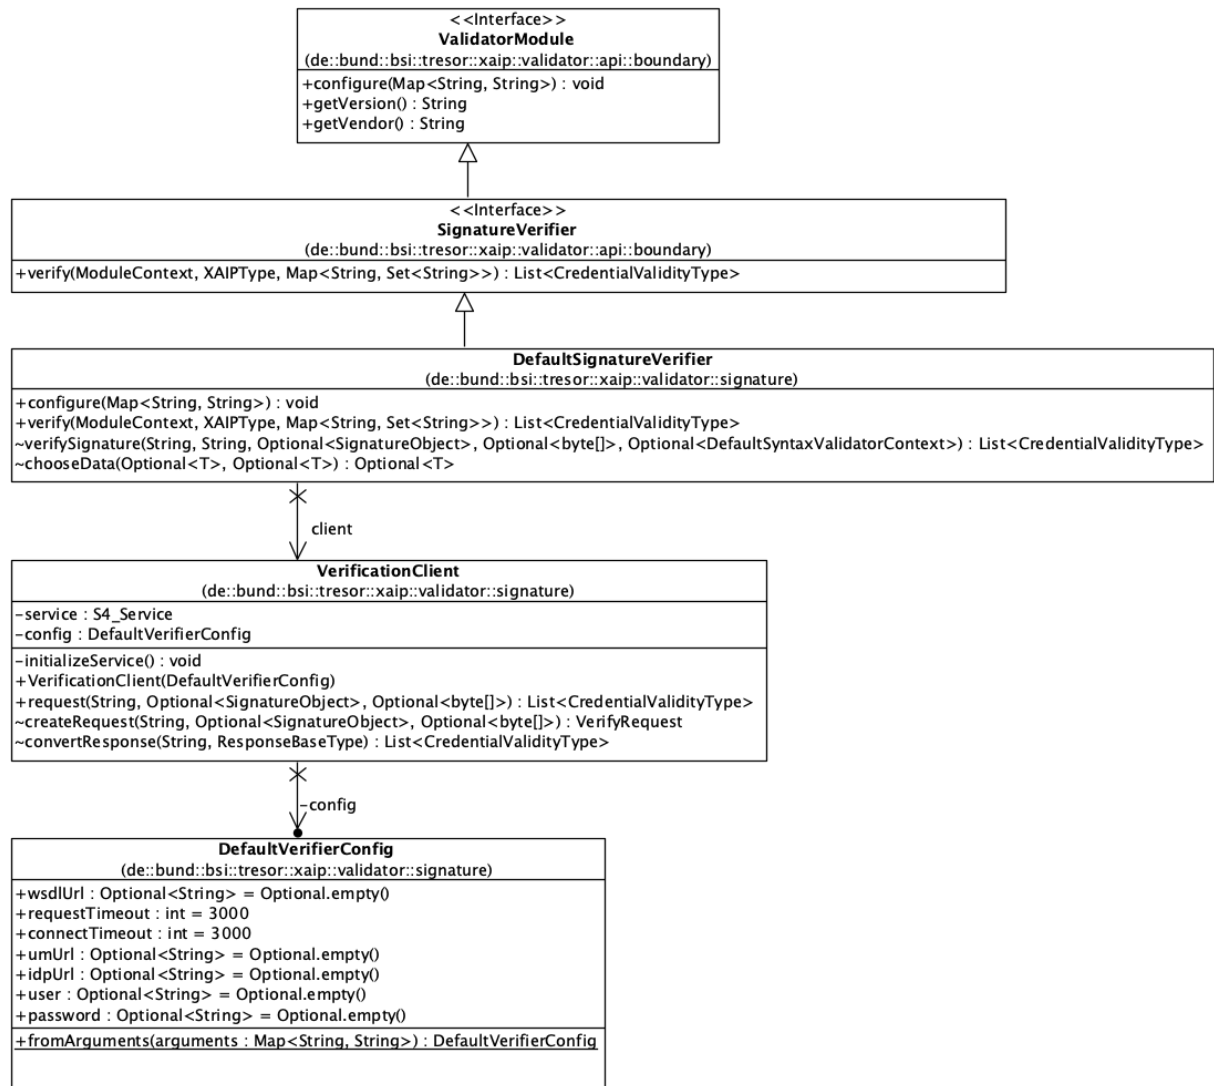 <<Interface>>
ValidatorModule
(de::bund::bsi::tresor::xaip::validator::api::boundary)
+configure(Map<String, String>) : void
+getVersion() : String
+getVendor() : String
<<Interface>>
SignatureVerifier
(de::bund::bsi::tresor::xaip::validator::api::boundary)
+verify(ModuleContext, XAIPType, Map<String, Set<String>>) : List<CredentialValidityType>
DefaultSignatureVerifier
(de::bund::bsi::tresor::xaip::validator::signature)
+configure(Map<String, String>) : void
+verify(ModuleContext, XAIPType, Map<String, Set<String>>) : List<CredentialValidityType>
~verifySignature(String, String, Optional<SignatureObject>, Optional<byte[]>, Optional<DefaultSyntaxValidatorContext>) : List<CredentialValidityType>
~chooseData(Optional<T>, Optional<T>) : Optional<T>
client
VerificationClient
(de::bund::bsi::tresor::xaip::validator::signature)
-service : S4_Service
-config : DefaultVerifierConfig
-initializeService() : void
+VerificationClient(DefaultVerifierConfig)
+request(String, Optional<SignatureObject>, Optional<byte[]>) : List<CredentialValidityType>
~createRequest(String, Optional<SignatureObject>, Optional<byte[]>) : VerifyRequest
~convertResponse(String, ResponseBaseType) : List<CredentialValidityType>
-config
DefaultVerifierConfig
(de::bund::bsi::tresor::xaip::validator::signature)
+wsdlUrl : Optional<String> = Optional.empty()
+requestTimeout : int = 3000
+connectTimeout : int = 3000
+umUrl : Optional<String> = Optional.empty()
+idpUrl : Optional<String> = Optional.empty()
+user : Optional<String> = Optional.empty()
+password : Optional<String> = Optional.empty()
+fromArguments(arguments : Map<String, String>) : DefaultVerifierConfig